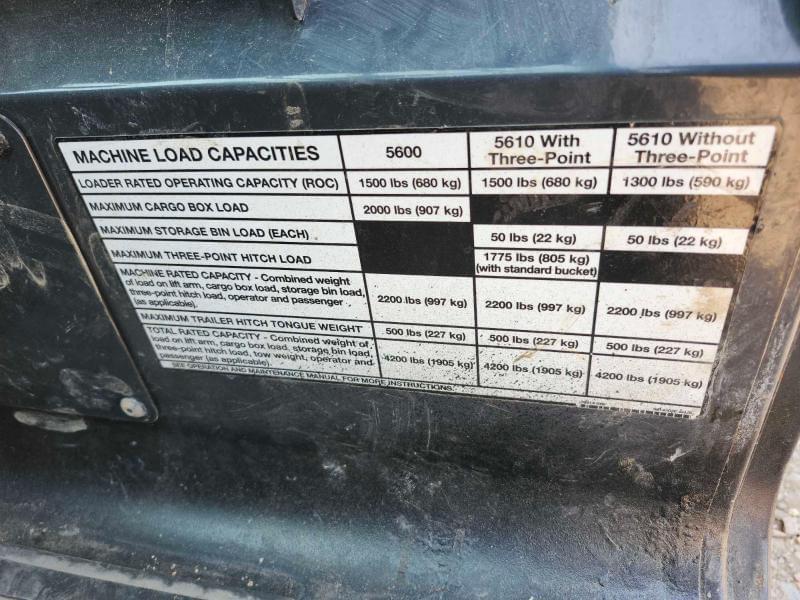 MACHINE LOAD CAPACITIES 5600 5610 With Three-Point 5610 Without Three-Point
LOADER RATED OPERATING CAPACITY (ROC) 1500 lbs (680 kg) 1500 lbs (680 kg) 1300 lbs (590 kg)
MAXIMUM CARGO BOX LOAD 2000 lbs (907 kg)
MAXIMUM STORAGE BIN LOAD (EACH) 50 lbs (22 kg) 50 lbs (22 kg)
MAXIMUM THREE-POINT HITCH LOAD 1775 lbs (805 kg) (with standard bucket)
MACHINE RATED CAPACITY - Combined weight
of load on lift arm, cargo box load, storage bin load,
three-point hitch load, operator and passenger
(as applicable). 2200 lbs (997 kg) 2200 lbs (997 kg) 2200 lbs (997 kg)
MAXIMUM TRAILER HITCH TONGUE WEIGHT 500 lbs (227 kg) 500 lbs (227 kg) 500 lbs (227 kg)
TOTAL RATED CAPACITY - Combined weight of
load on lift arm, cargo box load, storage bin load,
three-point hitch load, tow weight, operator and
passenger (as applicable). 4200 lbs (1905 kg) 4200 lbs (1905 kg) 4200 lbs (1905 kg)
SEE OPERATION AND MAINTENANCE MANUAL FOR MORE INSTRUCTIONS.